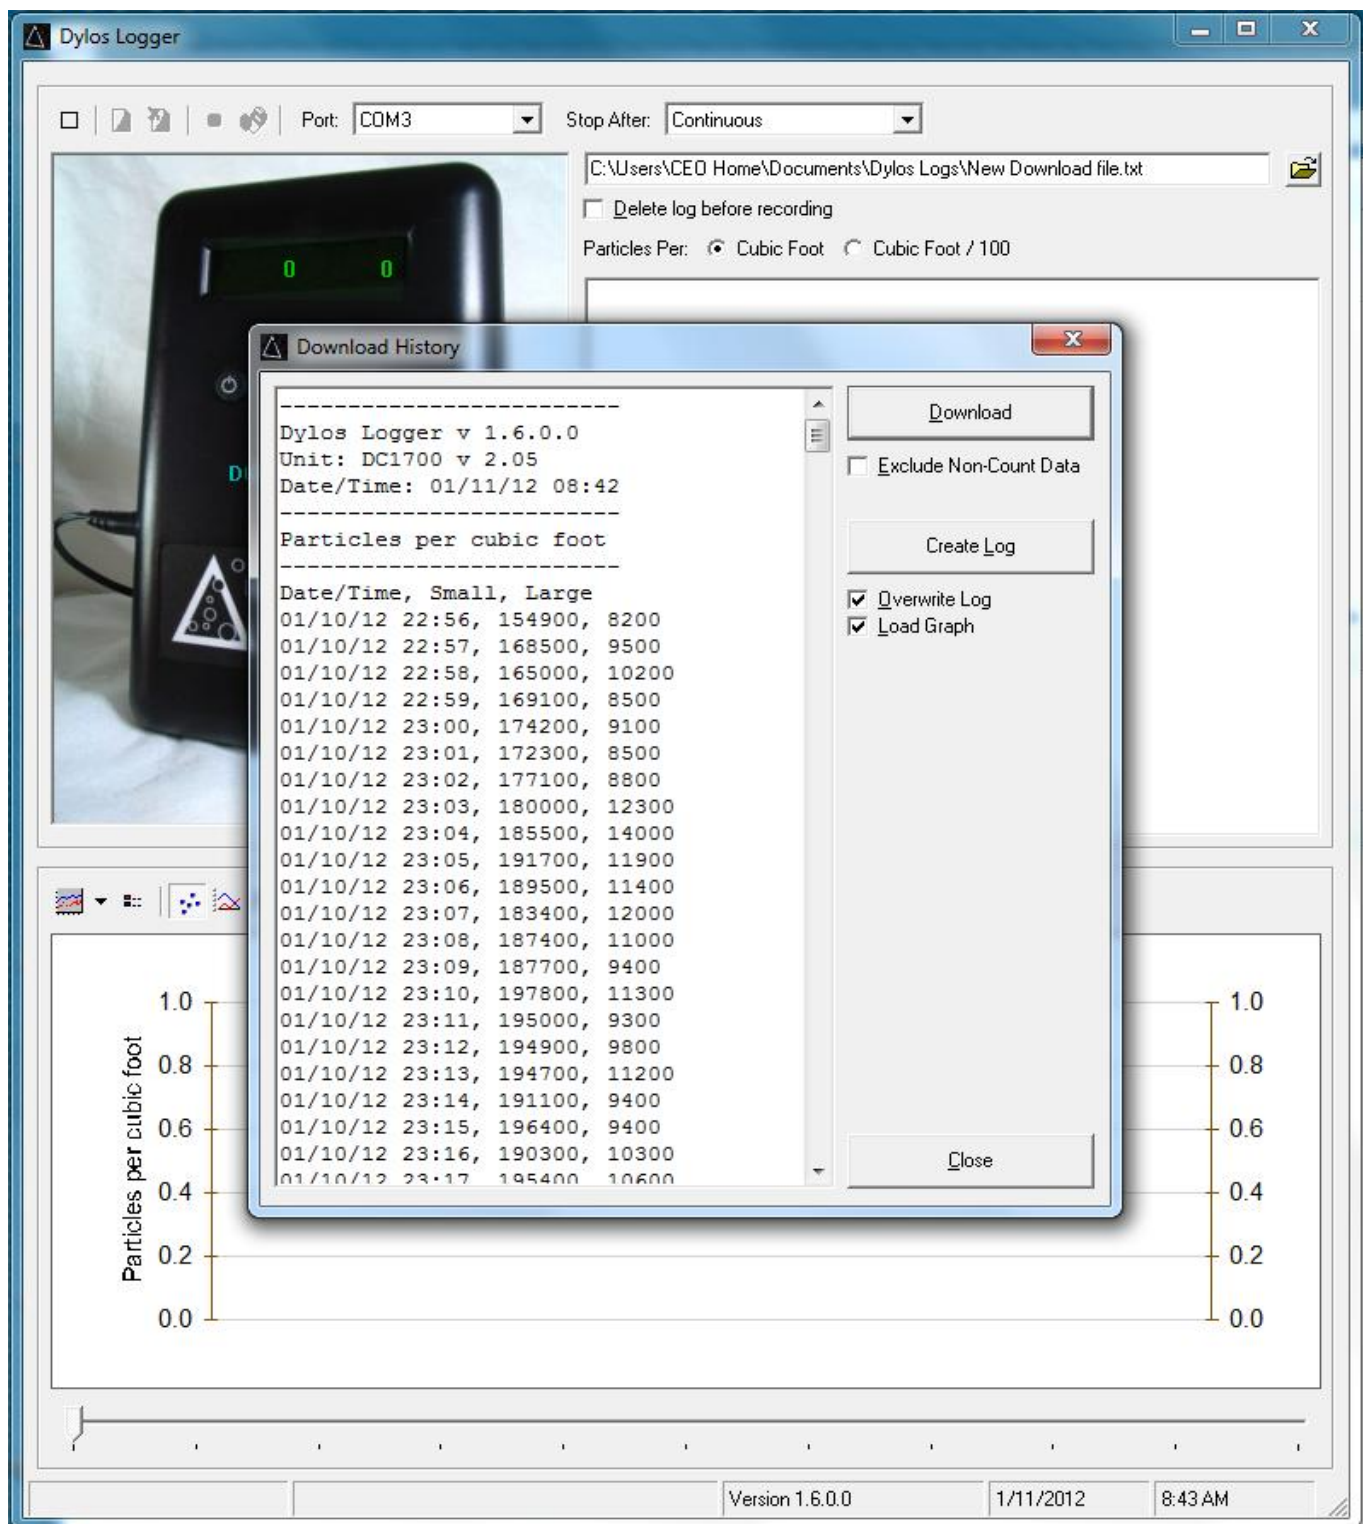 Dylos Logger
Port: COM3 Stop After: Continuous
C:\Users\CEO Home\Documents\Dylos Logs\New Download file.txt
Delete log before recording
Particles Per: Cubic Foot Cubic Foot / 100
0 0
D
Download History
-------------------------
Dylos Logger v 1.6.0.0
Unit: DC1700 v 2.05
Date/Time: 01/11/12 08:42
-------------------------
Particles per cubic foot
-------------------------
Date/Time, Small, Large
01/10/12 22:56, 154900, 8200
01/10/12 22:57, 168500, 9500
01/10/12 22:58, 165000, 10200
01/10/12 22:59, 169100, 8500
01/10/12 23:00, 174200, 9100
01/10/12 23:01, 172300, 8500
01/10/12 23:02, 177100, 8800
01/10/12 23:03, 180000, 12300
01/10/12 23:04, 185500, 14000
01/10/12 23:05, 191700, 11900
01/10/12 23:06, 189500, 11400
01/10/12 23:07, 183400, 12000
01/10/12 23:08, 187400, 11000
01/10/12 23:09, 187700, 9400
01/10/12 23:10, 197800, 11300
01/10/12 23:11, 195000, 9300
01/10/12 23:12, 194900, 9800
01/10/12 23:13, 194700, 11200
01/10/12 23:14, 191100, 9400
01/10/12 23:15, 196400, 9400
01/10/12 23:16, 190300, 10300
01/10/12 23:17, 195400, 10600
Download
Exclude Non-Count Data
Create Log
Overwrite Log
Load Graph
Close
Particles per cubic foot
1.0 1.0
0.8 0.8
0.6 0.6
0.4 0.4
0.2 0.2
0.0 0.0
Version 1.6.0.0 1/11/2012 8:43 AM